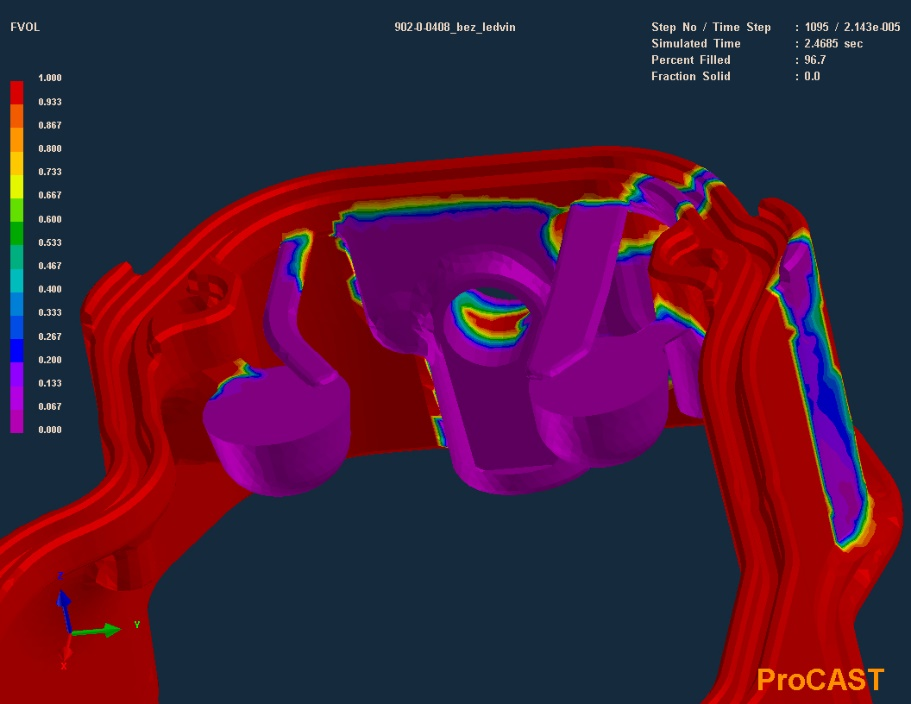 FVOL
902-0-0408_bez_ledvin
Step No / Time Step : 1095 / 2.143e-005
Simulated Time : 2.4685 sec
Percent Filled : 96.7
Fraction Solid : 0.0
1.000
0.933
0.867
0.800
0.733
0.667
0.600
0.533
0.467
0.400
0.333
0.267
0.200
0.133
0.067
0.000
Z
Y
X
ProCAST